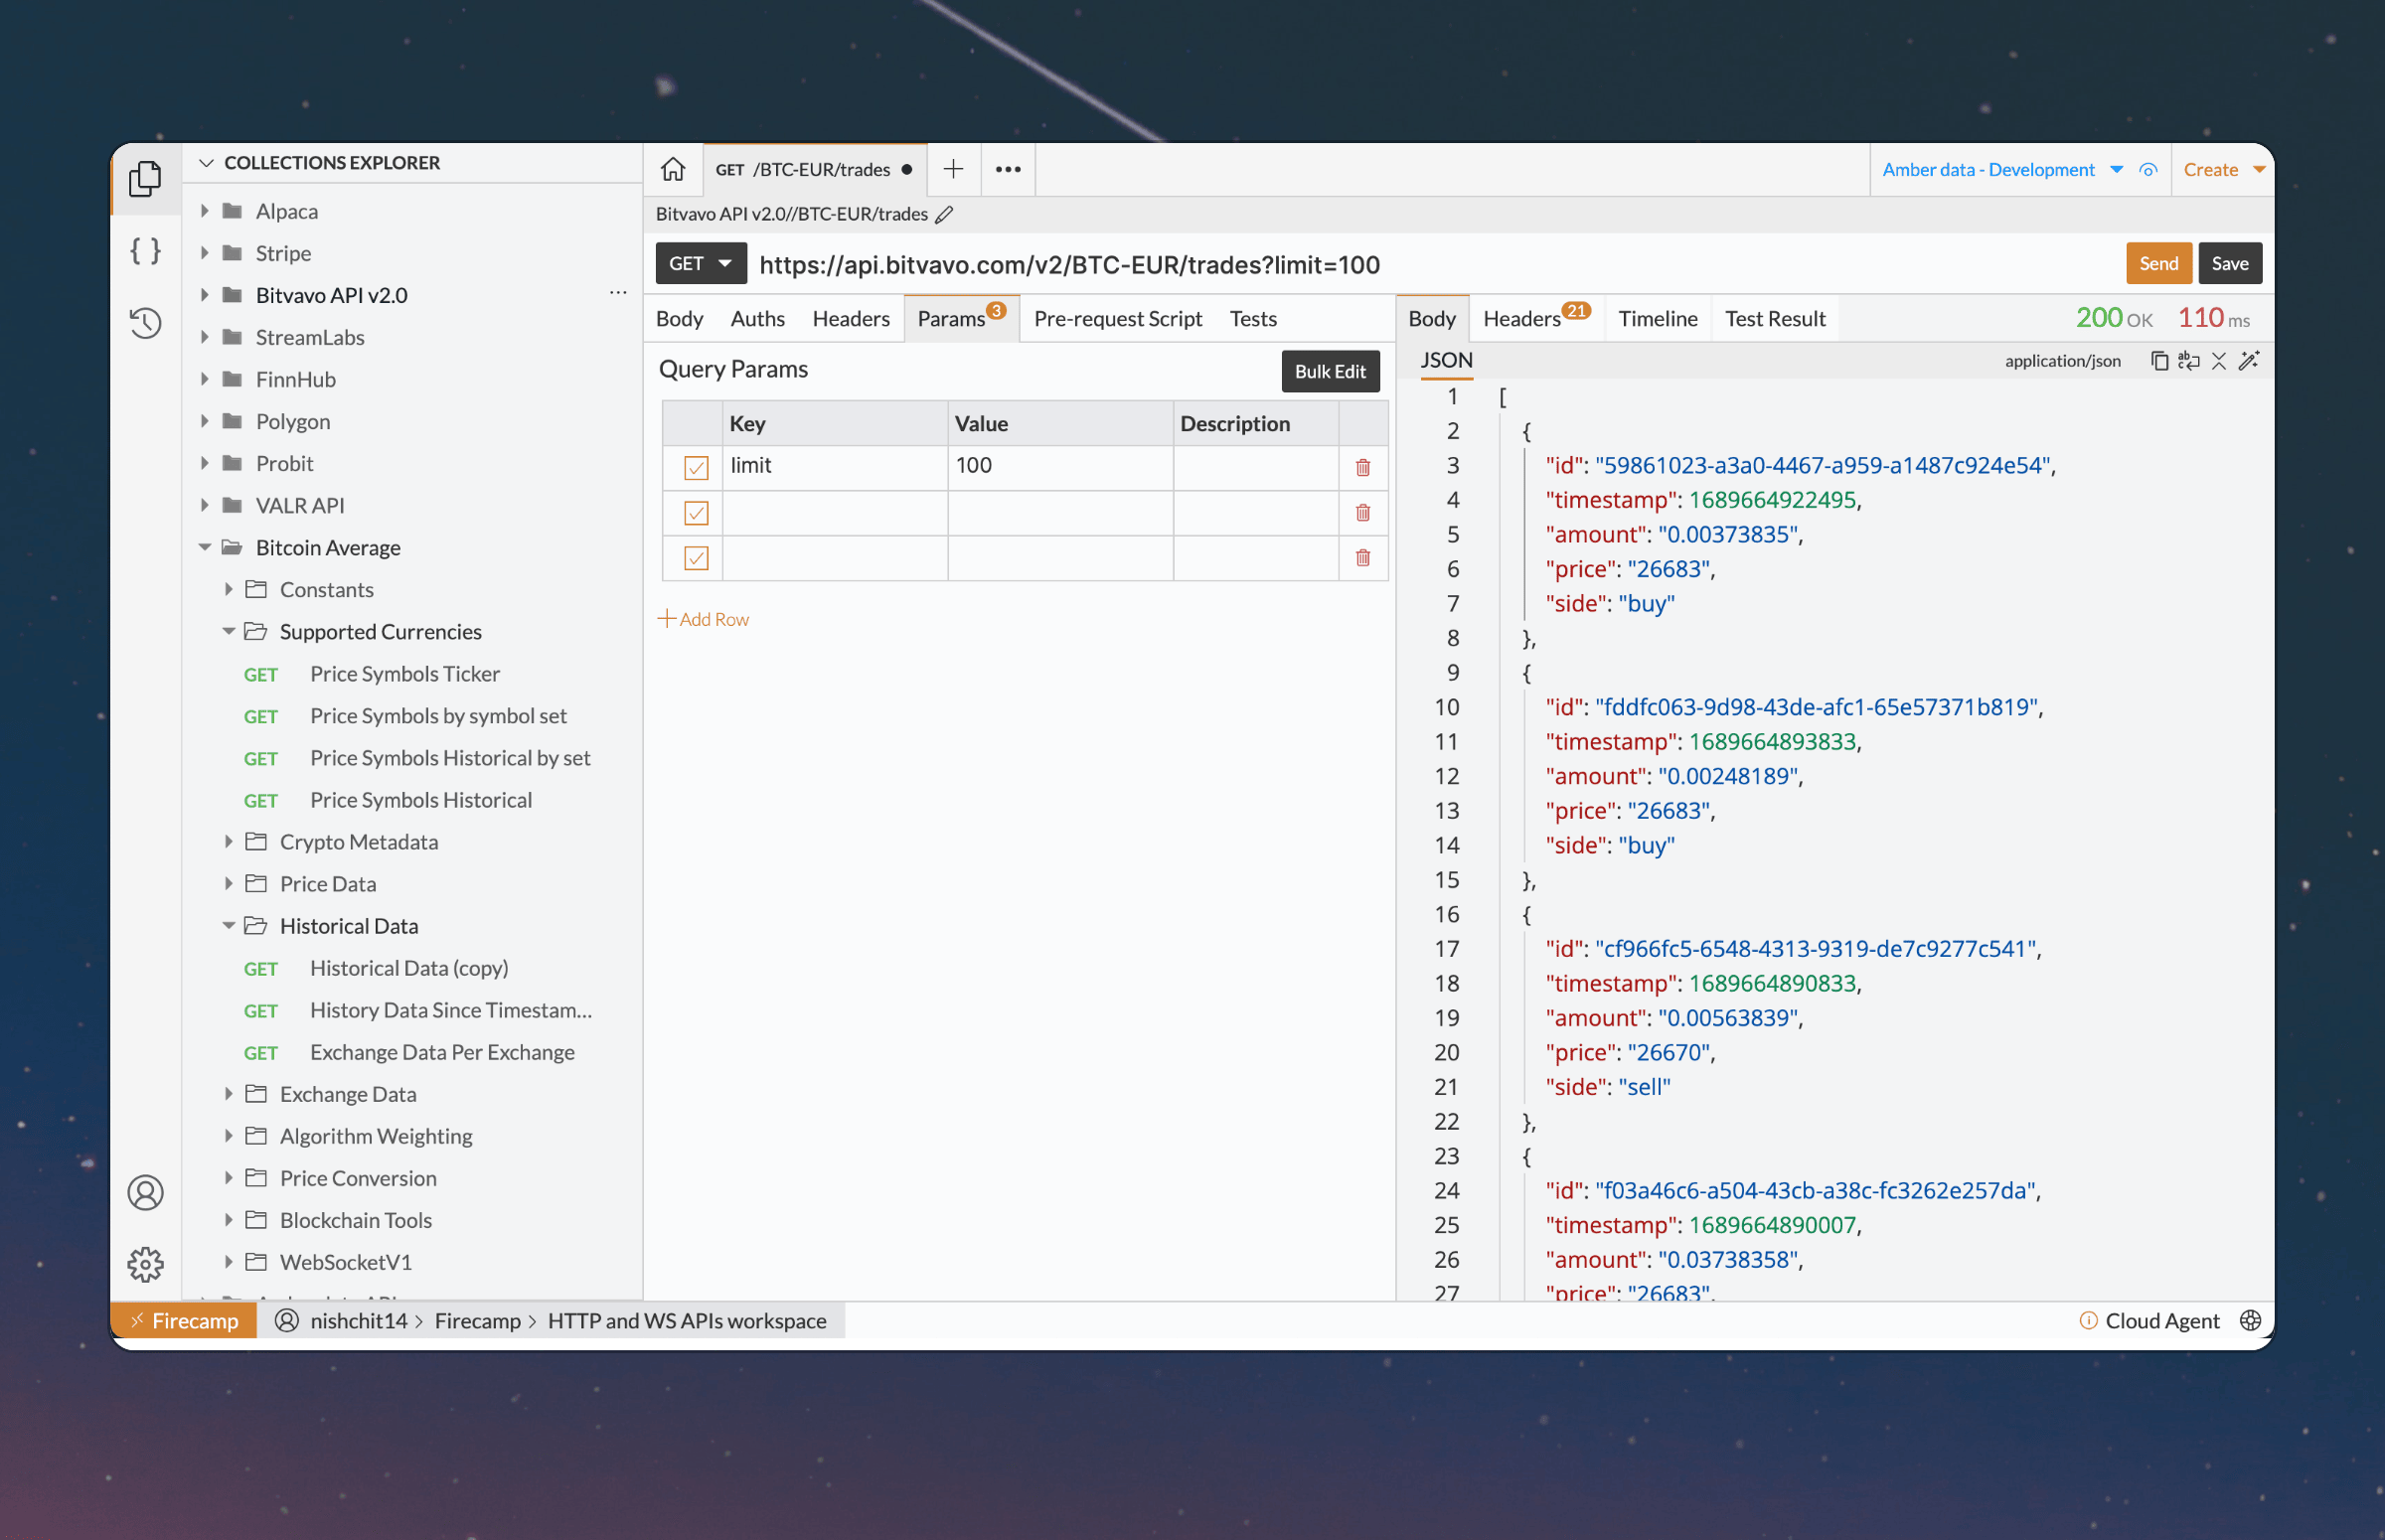 COLLECTIONS EXPLORER
Alpaca
Stripe
Bitvavo API v2.0 ...
StreamLabs
FinnHub
Polygon
Probit
VALR API
Bitcoin Average
Constants
Supported Currencies
GET Price Symbols Ticker
GET Price Symbols by symbol set
GET Price Symbols Historical by set
GET Price Symbols Historical
Crypto Metadata
Price Data
Historical Data
GET Historical Data (copy)
GET History Data Since Timestam...
GET Exchange Data Per Exchange
Exchange Data
Algorithm Weighting
Price Conversion
Blockchain Tools
WebSocketV1
GET /BTC-EUR/trades
Amber data - Development
Create
Bitvavo API v2.0//BTC-EUR/trades
GET https://api.bitvavo.com/v2/BTC-EUR/trades?limit=100
Send Save
Body Auths Headers Params 3 Pre-request Script Tests
Query Params
Bulk Edit
Key Value Description
limit 100
Add Row
Body Headers 21 Timeline Test Result
200 OK 110 ms
JSON
application/json
1 [
2 {
3 "id": "59861023-a3a0-4467-a959-a1487c924e54",
4 "timestamp": 1689664922495,
5 "amount": "0.00373835",
6 "price": "26683",
7 "side": "buy"
8 },
9 {
10 "id": "fddfc063-9d98-43de-afc1-65e57371b819",
11 "timestamp": 1689664893833,
12 "amount": "0.00248189",
13 "price": "26683",
14 "side": "buy"
15 },
16 {
17 "id": "cf966fc5-6548-4313-9319-de7c9277c541",
18 "timestamp": 1689664890833,
19 "amount": "0.00563839",
20 "price": "26670",
21 "side": "sell"
22 },
23 {
24 "id": "f03a46c6-a504-43cb-a38c-fc3262e257da",
25 "timestamp": 1689664890007,
26 "amount": "0.03738358",
27 "price": "26683",
Firecamp
nishchit14 > Firecamp > HTTP and WS APIs workspace
Cloud Agent